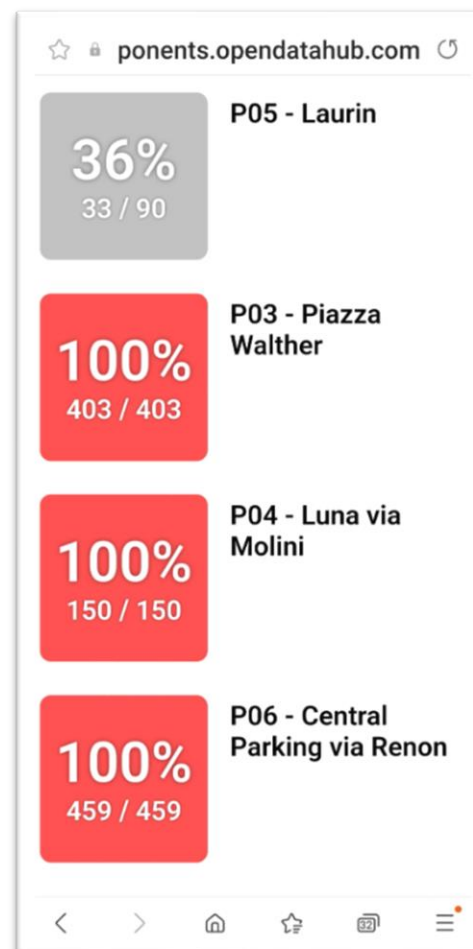 ponents.opendatahub.com
36%
33 / 90
P05 - Laurin
100%
403 / 403
P03 - Piazza
Walther
100%
150 / 150
P04 - Luna via
Molini
100%
459 / 459
P06 - Central
Parking via Renon
32